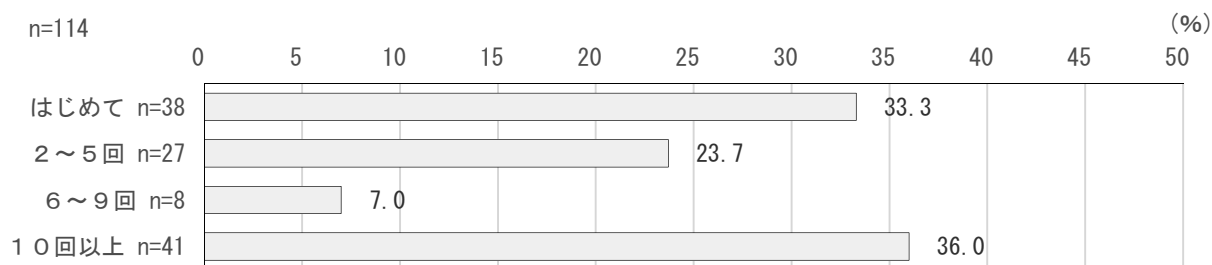 n=114
(%)
0 5 10 15 20 25 30 35 40 45 50
はじめて n=38 33.3
２～５回 n=27 23.7
６～９回 n=8 7.0
１０回以上 n=41 36.0